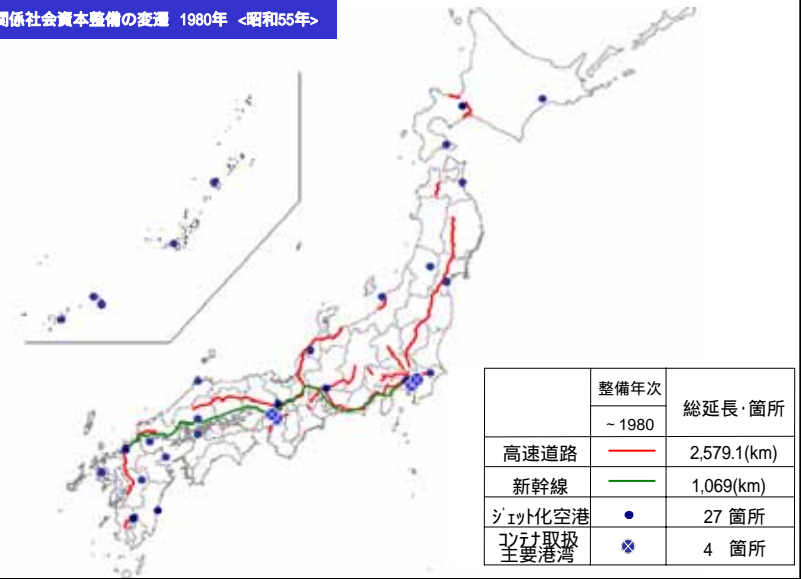 関係社会資本整備の変遷 1980年 <昭和55年>
整備年次
総延長・箇所
~1980
高速道路
2,579.1(km)
新幹線
1,069(km)
ジェット化空港
27 箇所
コンテナ取扱
主要港湾
4 箇所